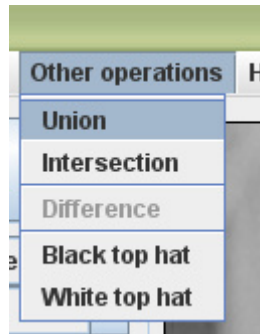 Other operations
Union
Intersection
Difference
Black top hat
White top hat